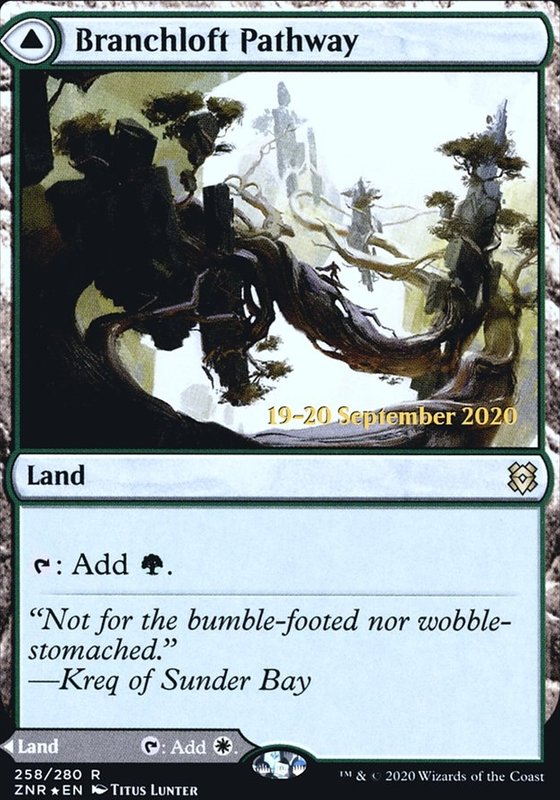 Branchloft Pathway
19–20 September 2020
Land
: Add .
“Not for the bumble-footed nor wobble-
stomached.”
—Kreq of Sunder Bay
Land : Add .
258/280 R
ZNR ★ EN Titus Lunter
™ & © 2020 Wizards of the Coast